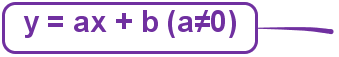 y = ax + b (a≠0)